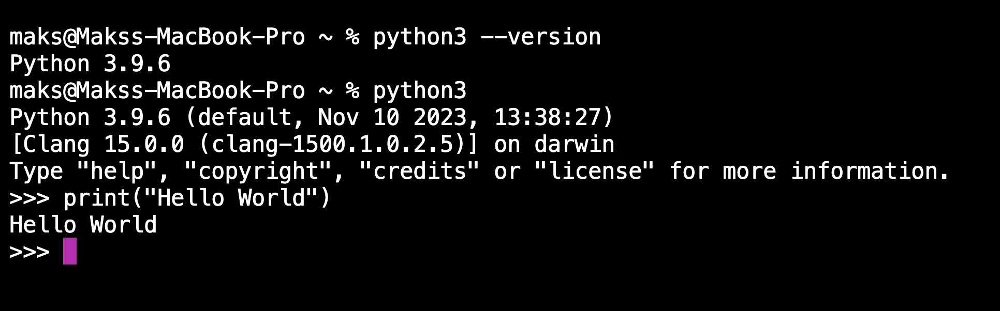 maks@Makss-MacBook-Pro ~ % python3 --version
Python 3.9.6
maks@Makss-MacBook-Pro ~ % python3
Python 3.9.6 (default, Nov 10 2023, 13:38:27)
[Clang 15.0.0 (clang-1500.1.0.2.5)] on darwin
Type "help", "copyright", "credits" or "license" for more information.
>>> print("Hello World")
Hello World
>>>